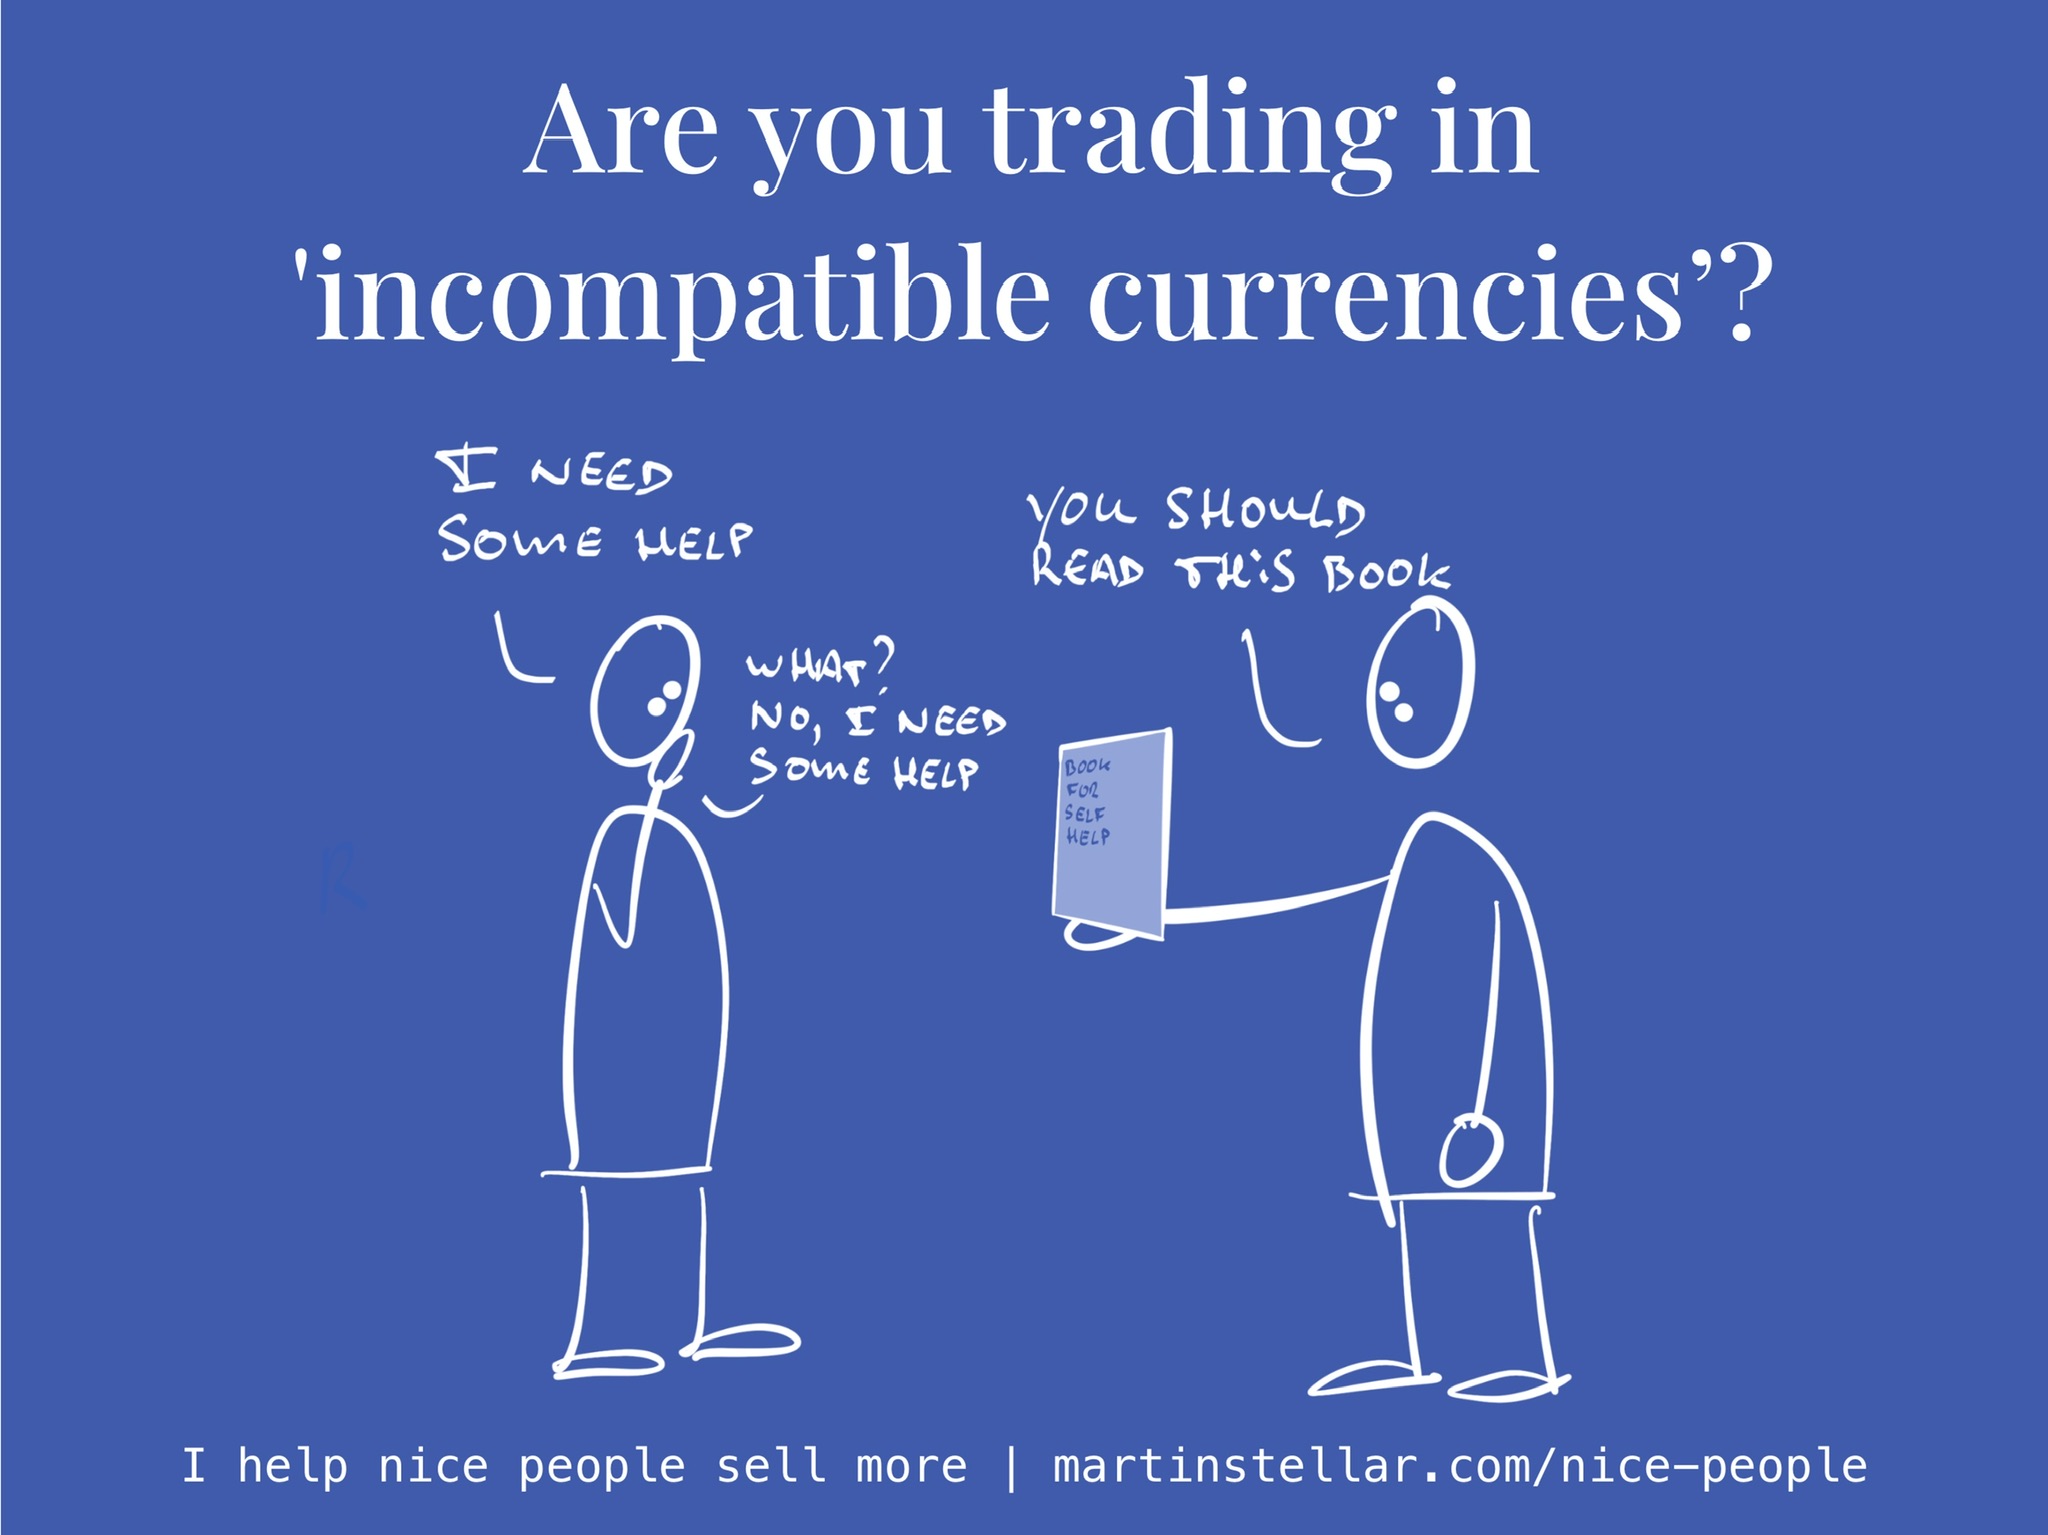 Are you trading in
'incompatible currencies’?
I NEED
SOME HELP
YOU SHOULD
READ THIS BOOK
WHAT?
NO, I NEED
SOME HELP
BOOK
FOR
SELF
HELP
R
I help nice people sell more | martinstellar.com/nice-people